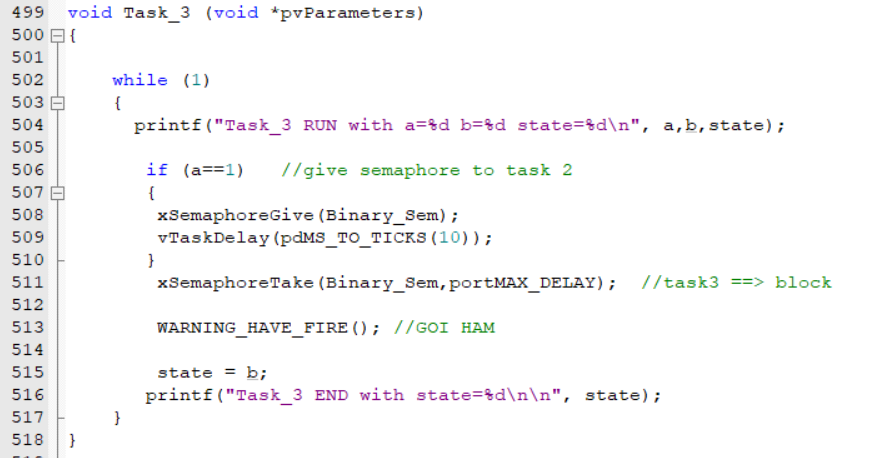 499 void Task_3 (void *pvParameters)
500 {
501
502 while (1)
503 {
504 printf("Task_3 RUN with a=%d b=%d state=%d\n", a,b,state);
505
506 if (a==1) //give semaphore to task 2
507 {
508 xSemaphoreGive(Binary_Sem);
509 vTaskDelay(pdMS_TO_TICKS(10));
510 }
511 xSemaphoreTake(Binary_Sem,portMAX_DELAY); //task3 ==> block
512
513 WARNING_HAVE_FIRE(); //GOI HAM
514
515 state = b;
516 printf("Task_3 END with state=%d\n\n", state);
517 }
518 }